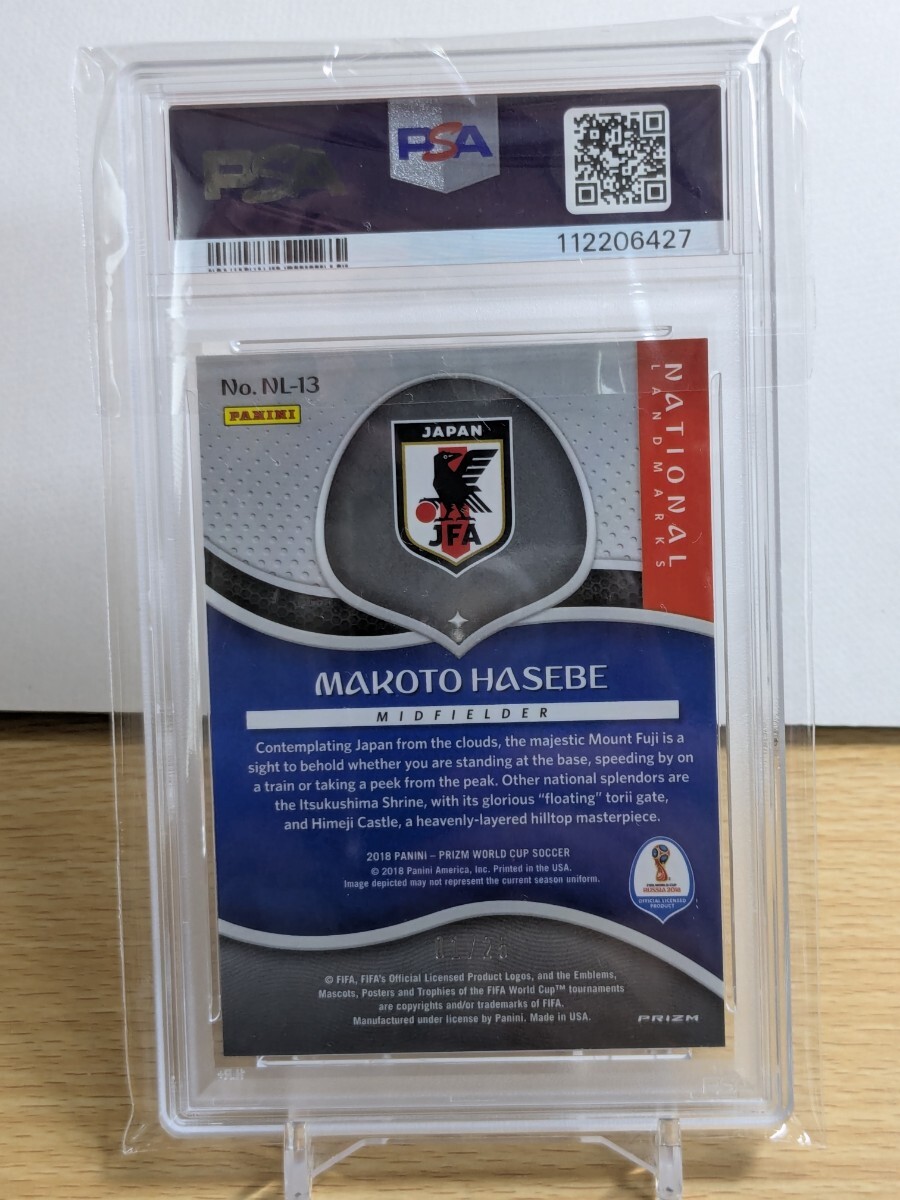 PSA
PSA
112206427
No. NL-13
PANINI
NATIONAL
LANDMARKS
JAPAN
JFA
MAKOTO HASEBE
MIDFIELDER
Contemplating Japan from the clouds, the majestic Mount Fuji is a
sight to behold whether you are standing at the base, speeding by on
a train or taking a peek from the peak. Other national splendors are
the Itsukushima Shrine, with its glorious “floating” torii gate,
and Himeji Castle, a heavenly-layered hilltop masterpiece.
2018 PANINI – PRIZM WORLD CUP SOCCER
© 2018 Panini America, Inc. Printed in the USA.
Image depicted may not represent the current season uniform.
FIFA WORLD CUP
RUSSIA 2018
OFFICIAL LICENSED
PRODUCT
© FIFA, FIFA's Official Licensed Product Logos, and the Emblems,
Mascots, Posters and Trophies of the FIFA World Cup™ tournaments
are copyrights and/or trademarks of FIFA.
Manufactured under license by Panini. Made in USA.
PRIZM